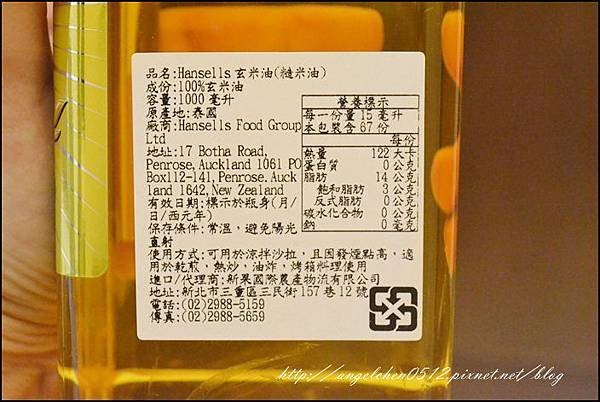 品名:Hansells 玄米油(糙米油)
成份:100%玄米油
容量:1000 毫升
原產地:泰國
廠商:Hansells Food Group
Ltd
地址:17 Botha Road,
Penrose, Auckland 1061 PO
Box112-141, Penrose. Auck
land 1642, New Zealand
有效日期:標示於瓶身(月/
日/西元年)
保存條件:常溫,避免陽光
直射
營養標示
每一份量 15 毫升
本包裝含 67 份
每份
熱量 122 大卡
蛋白質 0 公克
脂肪 14 公克
飽和脂肪 3 公克
反式脂肪 0 公克
碳水化合物 0 公克
鈉 0 毫克
使用方式:可用於涼拌沙拉,且因發煙點高,適
用於乾煎,熱炒,油炸,烤箱料理使用
進口/代理商:新果國際農產物流有限公司
地址:新北市三重區三民街157巷12號
電話:(02)2988-5159
傳真:(02)2988-5659
http://angelchen0512.pixnet.net/blog